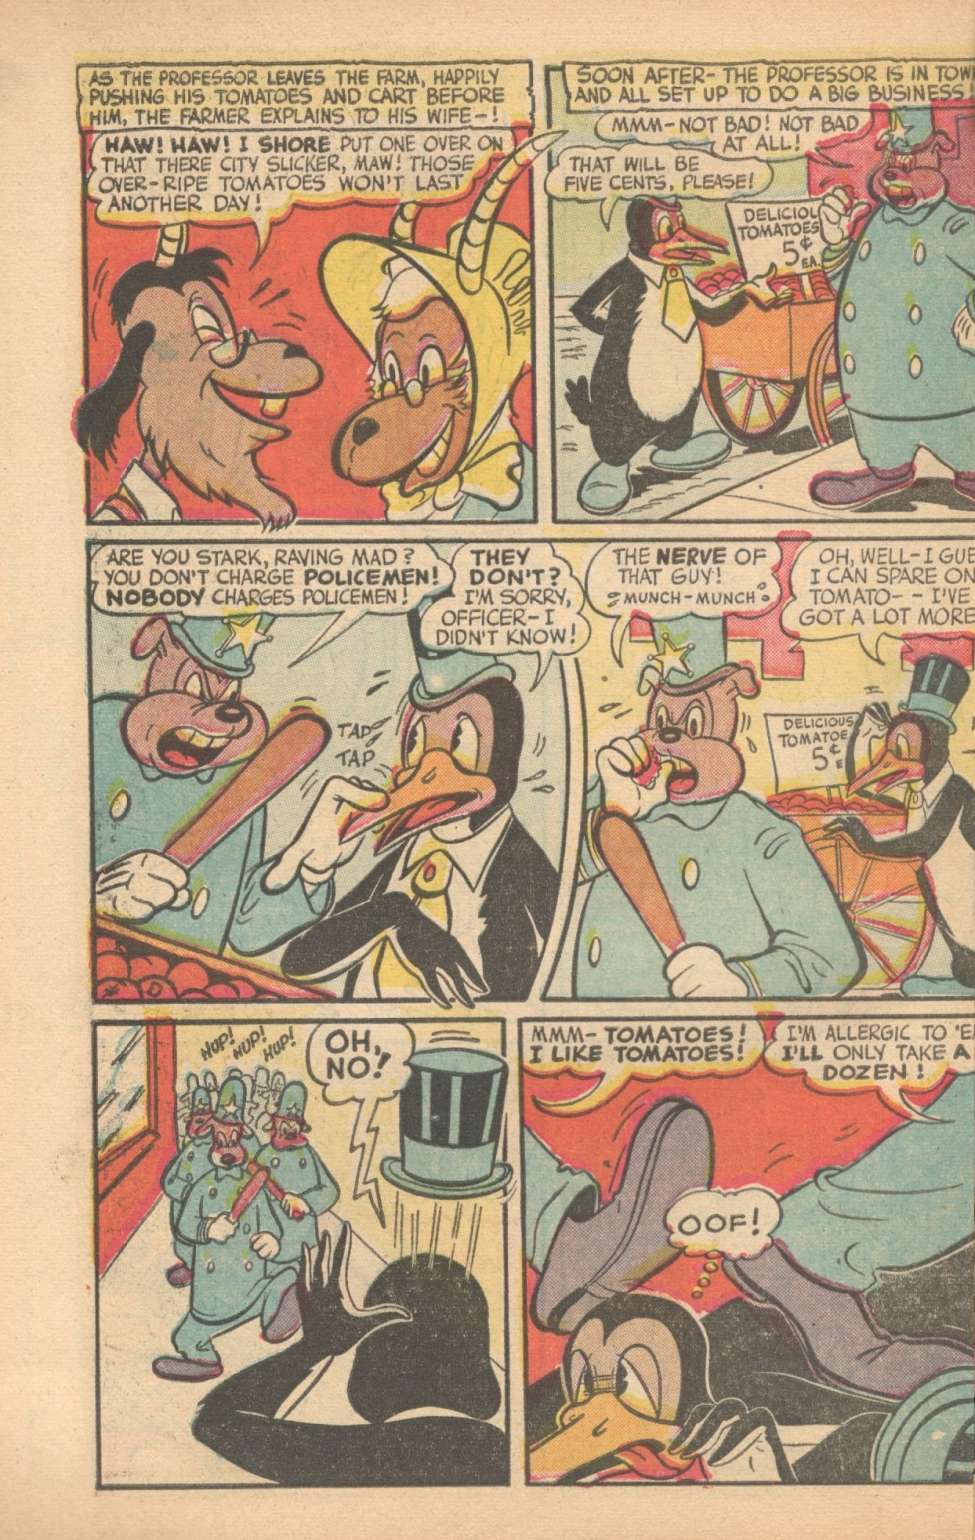 AS THE PROFESSOR LEAVES THE FARM, HAPPILY
PUSHING HIS TOMATOES AND CART BEFORE
HIM, THE FARMER EXPLAINS TO HIS WIFE-!
HAW! HAW! I SHORE PUT ONE OVER ON
THAT THERE CITY SLICKER, MAW! THOSE
OVER-RIPE TOMATOES WON'T LAST
ANOTHER DAY!
SOON AFTER- THE PROFESSOR IS IN TOW
AND ALL SET UP TO DO A BIG BUSINESS!
MMM-NOT BAD! NOT BAD
AT ALL!
THAT WILL BE
FIVE CENTS, PLEASE!
DELICIOU
TOMATOES
5¢
EA.
ARE YOU STARK, RAVING MAD?
YOU DON'T CHARGE POLICEMEN!
NOBODY CHARGES POLICEMEN!
THEY
DON'T?
I'M SORRY,
OFFICER-I
DIDN'T KNOW!
TAP
TAP
THE NERVE OF
THAT GUY!
MUNCH-MUNCH
OH, WELL-I GUE
I CAN SPARE ON
TOMATO-- I'VE
GOT A LOT MORE
DELICIOUS
TOMATOE
5¢
E
HUP! HUP! HUP!
OH,
NO!
MMM-TOMATOES!
I LIKE TOMATOES!
I'M ALLERGIC TO 'E
I'LL ONLY TAKE A
DOZEN!
OOF!